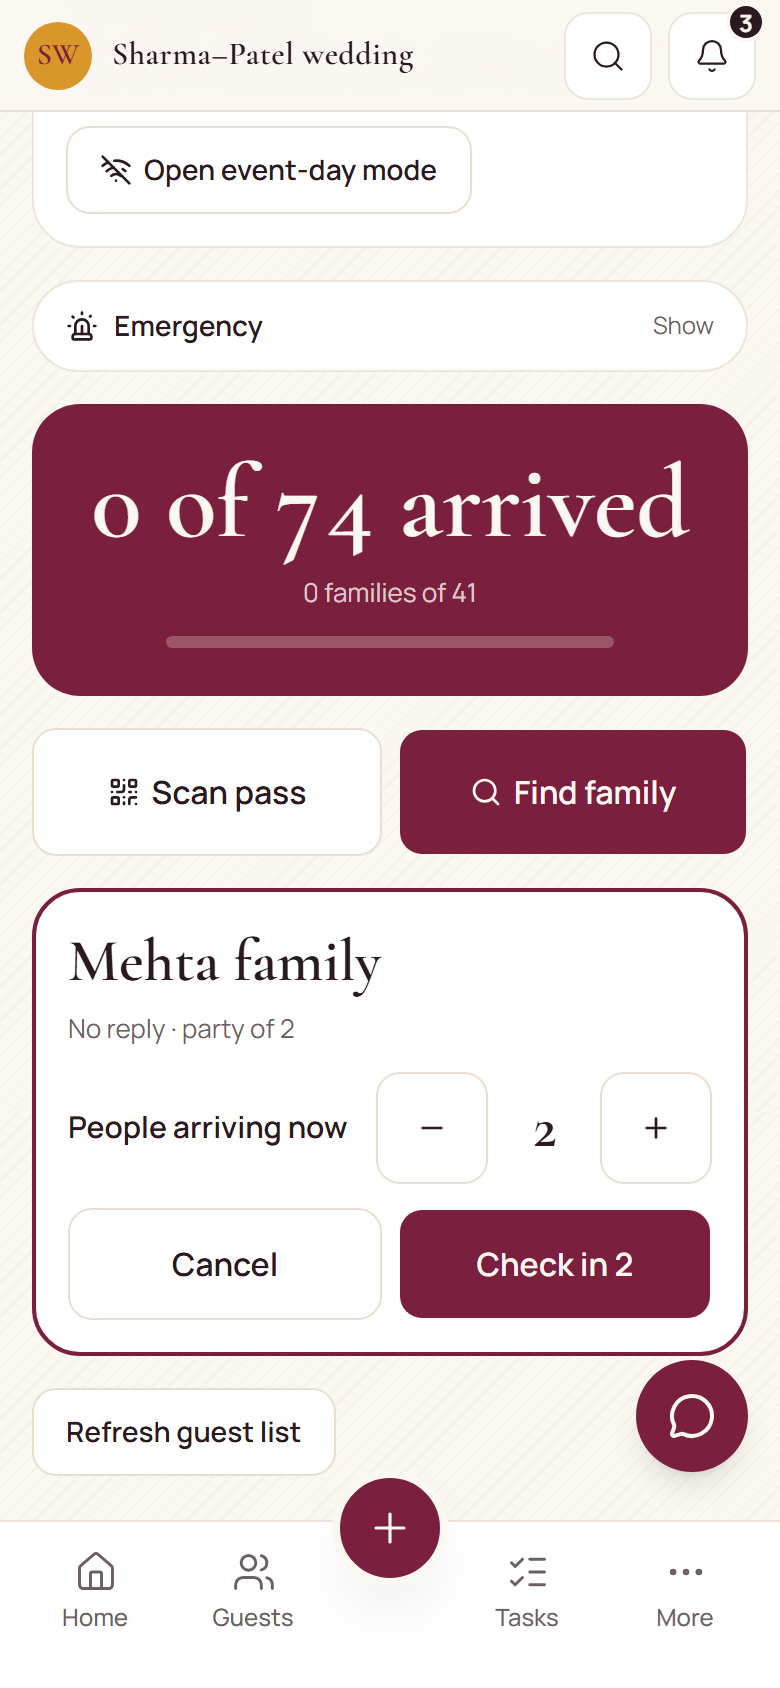 SW
Sharma–Patel wedding
3
Open event-day mode
Emergency
Show
0 of 74 arrived
0 families of 41
Scan pass
Find family
Mehta family
No reply · party of 2
People arriving now
−
2
+
Cancel
Check in 2
Refresh guest list
Home
Guests
Tasks
More